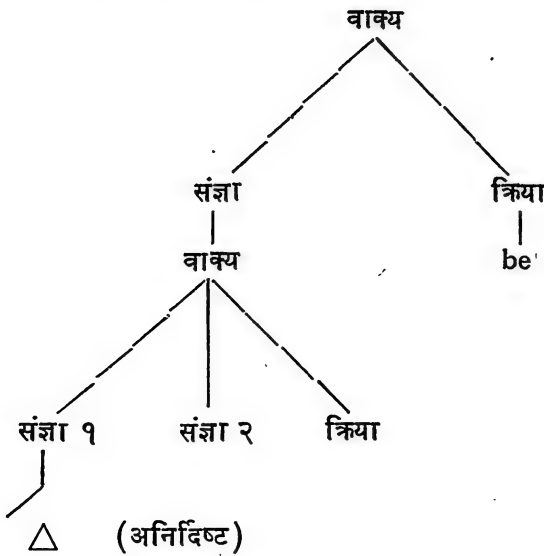 वाक्य
संज्ञा क्रिया
वाक्य be
संज्ञा १ संज्ञा २ क्रिया
△ (अनिर्दिष्ट)